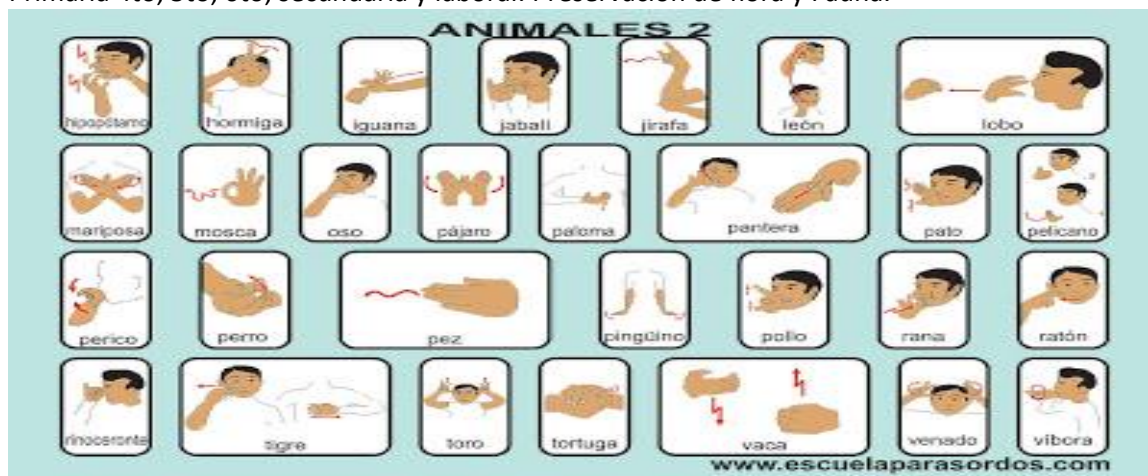 Primaria 4to, 5to, 6to, secundaria y laboral: Preservación de flora y Fauna.
ANIMALES 2
hipopótamo hormiga iguana jabalí jirafa león lobo
mariposa mosca oso pájaro paloma pantera pato pelicano
perico perro pez pingüino pollo rana ratón
rinoceronte tigre toro tortuga vaca venado víbora
www.escuelaparasordos.com